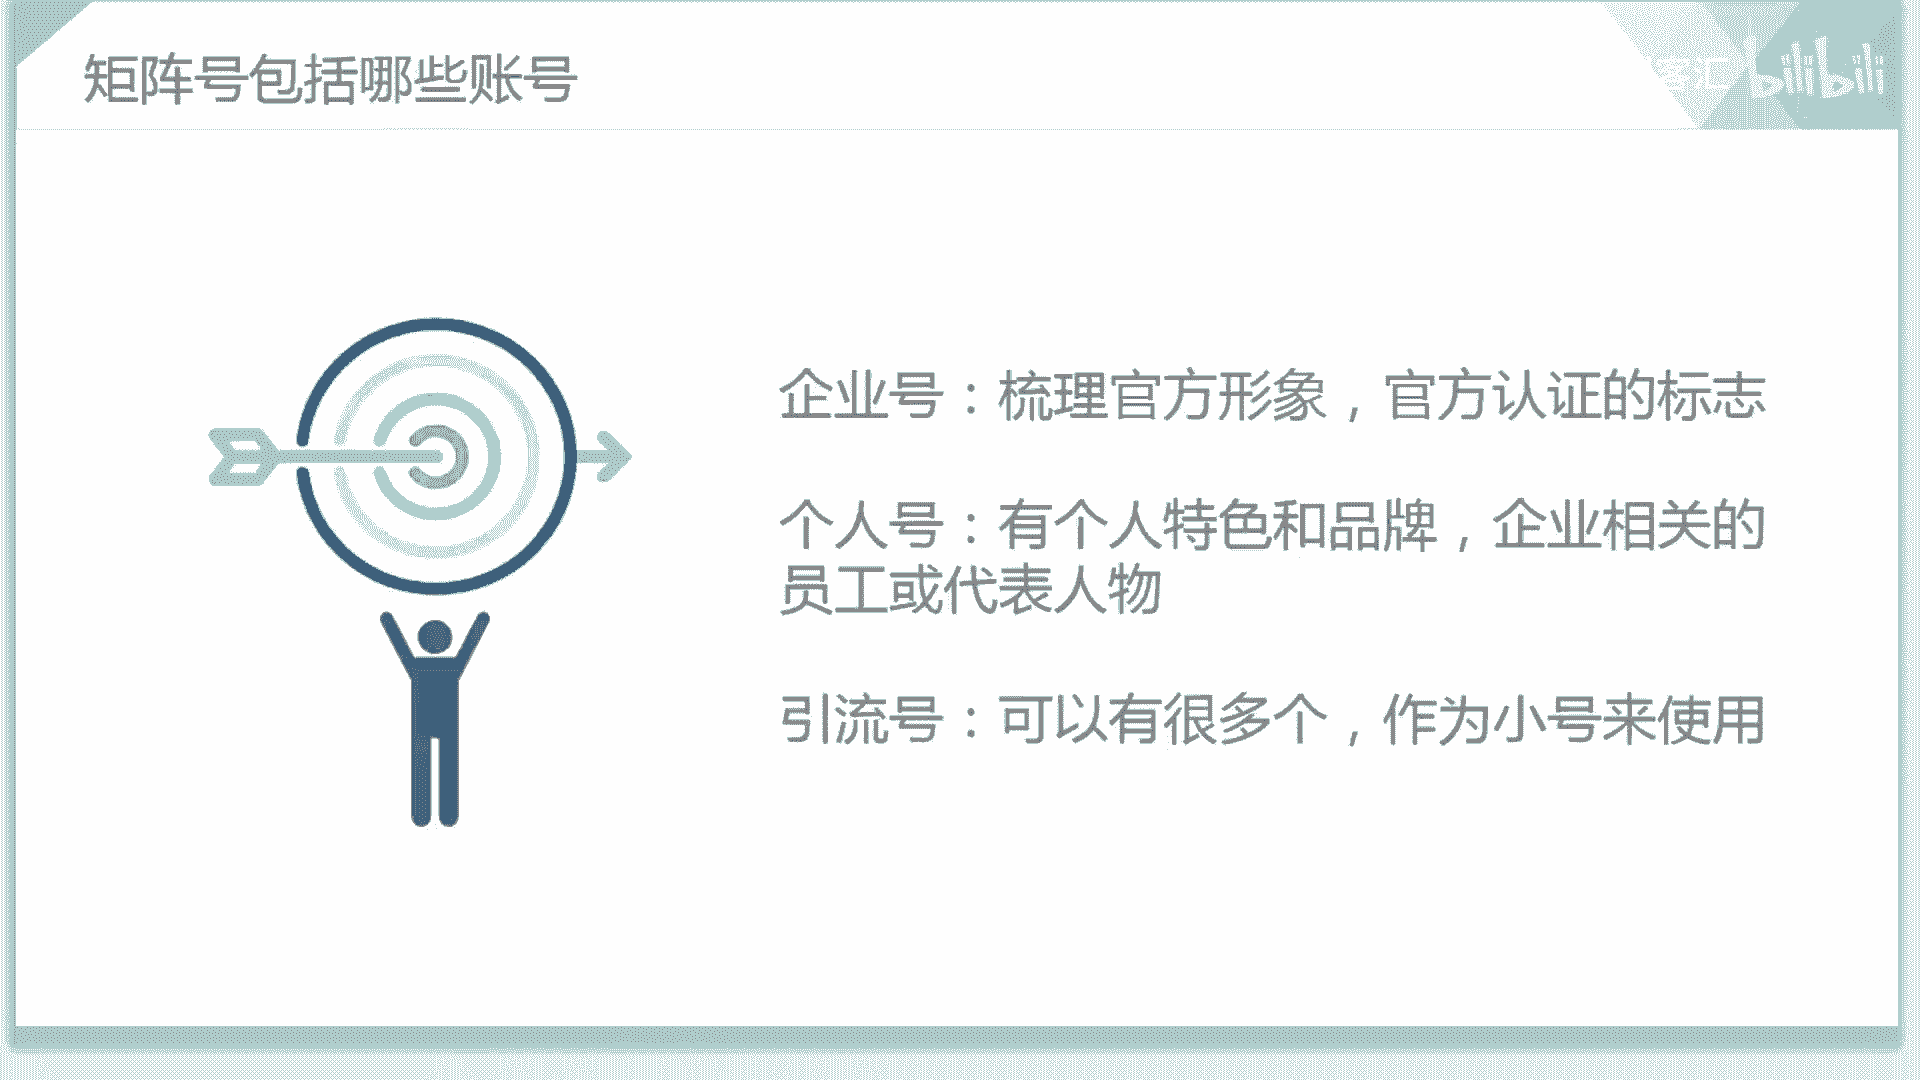 矩阵号包括哪些账号
客汇 bilibili
企业号：梳理官方形象，官方认证的标志
个人号：有个人特色和品牌，企业相关的
员工或代表人物
引流号：可以有很多个，作为小号来使用